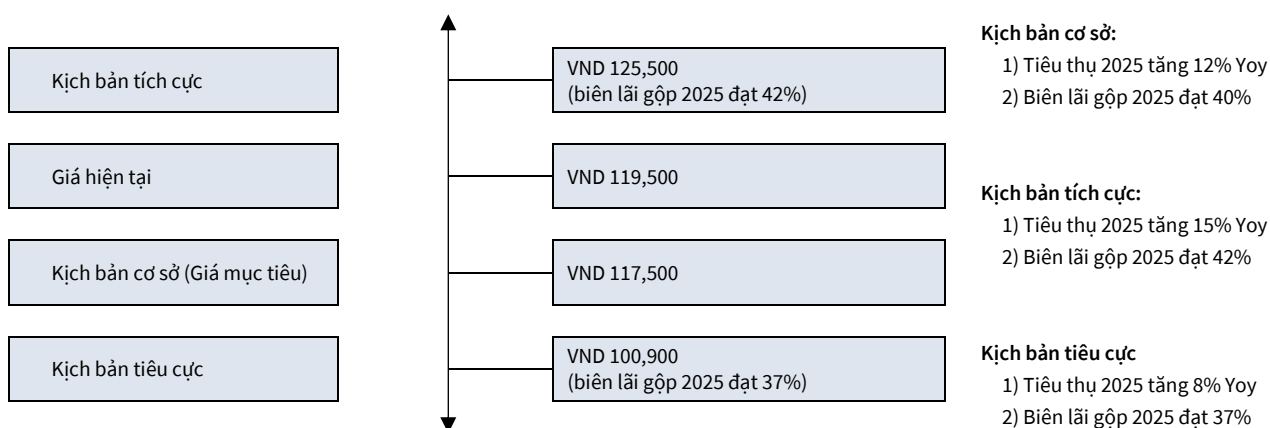 Kịch bản tích cực
VND 125,500
(biên lãi gộp 2025 đạt 42%)
Giá hiện tại
VND 119,500
Kịch bản cơ sở (Giá mục tiêu)
VND 117,500
Kịch bản tiêu cực
VND 100,900
(biên lãi gộp 2025 đạt 37%)
Kịch bản cơ sở:
1) Tiêu thụ 2025 tăng 12% Yoy
2) Biên lãi gộp 2025 đạt 40%
Kịch bản tích cực:
1) Tiêu thụ 2025 tăng 15% Yoy
2) Biên lãi gộp 2025 đạt 42%
Kịch bản tiêu cực
1) Tiêu thụ 2025 tăng 8% Yoy
2) Biên lãi gộp 2025 đạt 37%